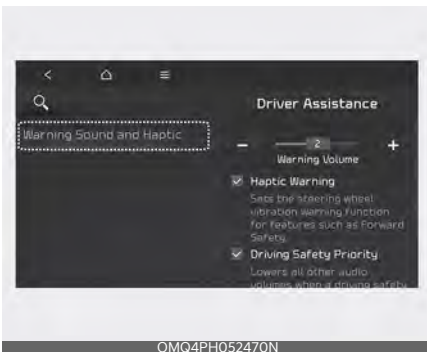 Driver Assistance
Warning Sound and Haptic
2
Warning Volume
Haptic Warning
Sets the steering wheel
vibration warning function
for features such as Forward
Safety.
Driving Safety Priority
Lowers all other audio
volumes when a driving safety
OMQ4PH052470N